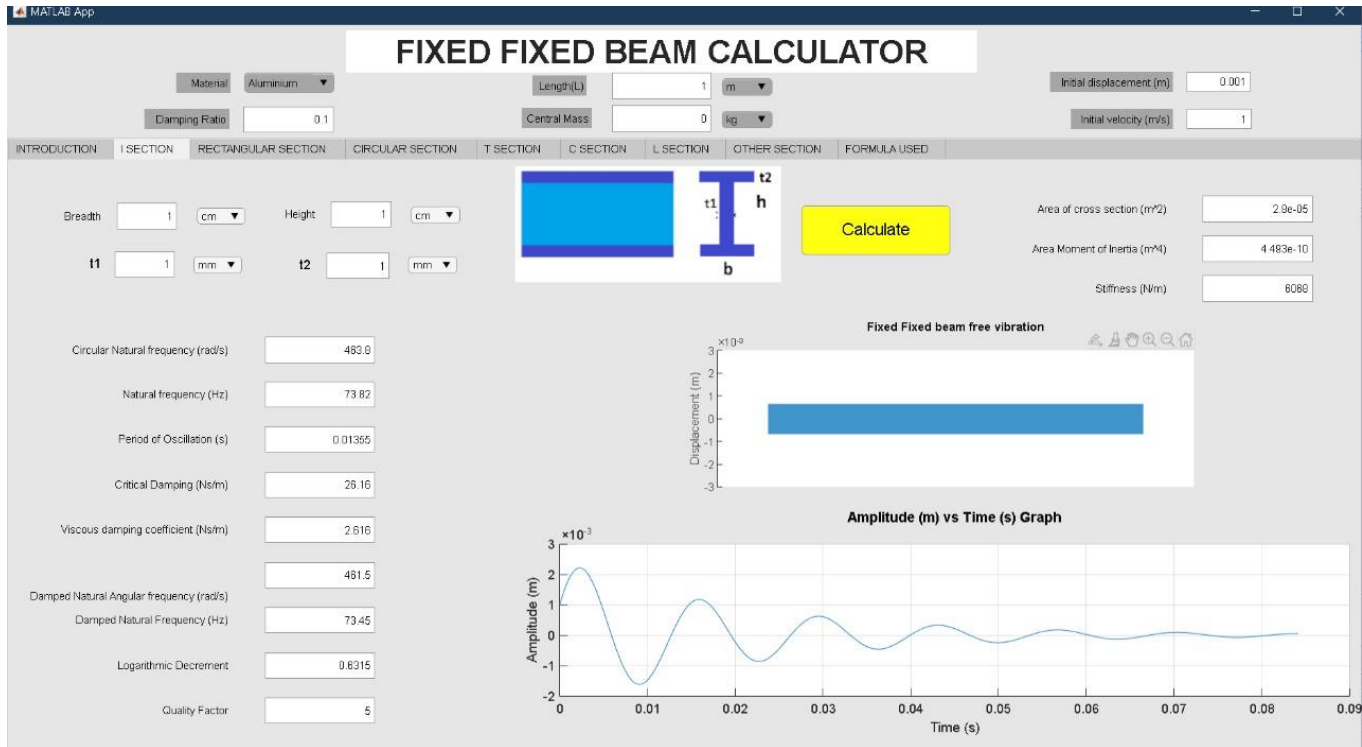 MATLAB App
FIXED FIXED BEAM CALCULATOR
Material Aluminium Length(L) 1 m Initial displacement (m) 0.001
Damping Ratio 0.1 Central Mass 0 kg Initial velocity (m/s) 1
INTRODUCTION I SECTION RECTANGULAR SECTION CIRCULAR SECTION T SECTION C SECTION L SECTION OTHER SECTION FORMULA USED
Breadth 1 cm Height 1 cm
t1 1 mm t2 1 mm
t2
t1 h
b
Calculate
Area of cross section (m^2) 2.8e-05
Area Moment of Inertia (m^4) 4.493e-10
Stiffness (N/m) 6069
Circular Natural frequency (rad/s) 463.8
Natural frequency (Hz) 73.82
Period of Oscillation (s) 0.01355
Critical Damping (Ns/m) 26.16
Viscous damping coefficient (Ns/m) 2.616
461.5
Damped Natural Angular frequency (rad/s)
Damped Natural Frequency (Hz) 73.45
Logarithmic Decrement 0.6315
Quality Factor 5
Fixed Fixed beam free vibration
×10-3
3
2
1
0
-1
-2
-3
Displacement (m)
Amplitude (m) vs Time (s) Graph
×10-3
3
2
1
0
-1
-2
Amplitude (m)
0 0.01 0.02 0.03 0.04 0.05 0.06 0.07 0.08 0.09
Time (s)